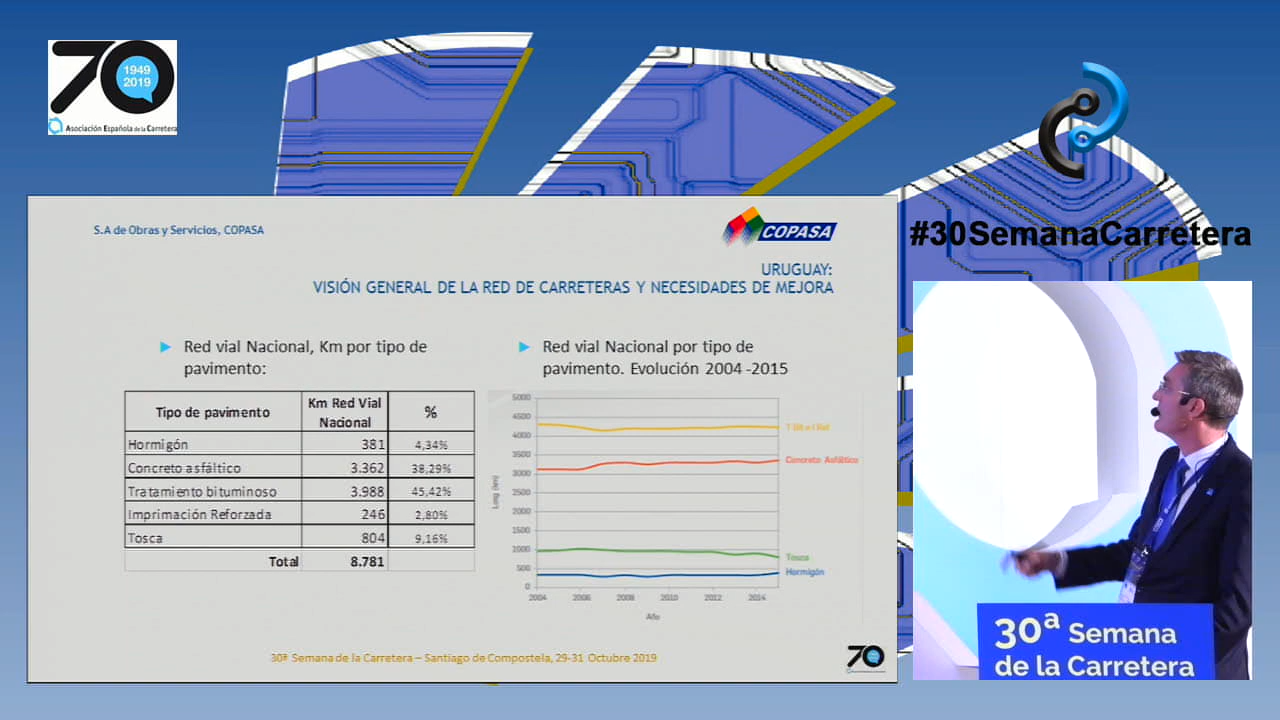 70
1949
2019
Asociación Española de la Carretera
#30SemanaCarretera
S.A de Obras y Servicios, COPASA
COPASA
URUGUAY:
VISIÓN GENERAL DE LA RED DE CARRETERAS Y NECESIDADES DE MEJORA
Red vial Nacional, Km por tipo de
pavimento:
Tipo de pavimento Km Red Vial Nacional %
Hormigón 381 4,34%
Concreto asfáltico 3.362 38,29%
Tratamiento bituminoso 3.988 45,42%
Imprimación Reforzada 246 2,80%
Tosca 804 9,16%
Total 8.781
Red vial Nacional por tipo de
pavimento. Evolución 2004 -2015
5000
4500
4000
3500
3000
2500
2000
1500
1000
500
0
Long (km)
2004 2006 2008 2010 2012 2014
Año
Concreto Asfáltico
Tosca
Hormigón
30ª Semana de la Carretera – Santiago de Compostela, 29-31 Octubre 2019
70
30ª Semana
de la Carretera